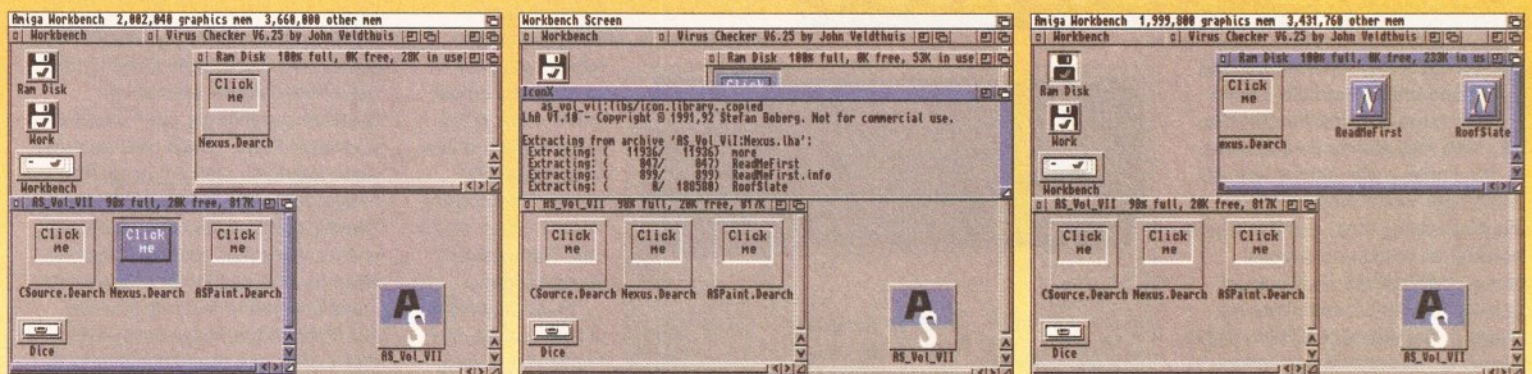 Amiga Workbench 2,002,040 graphics mem 3,660,000 other mem
Workbench
Virus Checker V6.25 by John Veldthuis
Ram Disk 100% full, 0K free, 28K in use
Ram Disk
Click me
Nexus.Dearch
Work
Workbench
AS_Vol_VII 98% full, 20K free, 817K
Click me
Click me
Click me
CSource.Dearch Nexus.Dearch ASPaint.Dearch
Dice
AS
AS_Vol_VII
Workbench Screen
Workbench
Virus Checker V6.25 by John Veldthuis
Ram Disk 100% full, 0K free, 53K in use
Click
IconX
as_vol_vii:libs/icon.library..copied
LhA V1.10 - Copyright © 1991,92 Stefan Boberg. Not for commercial use.
Extracting from archive 'AS_Vol_ViI:Nexus.lha':
Extracting: ( 11936/ 11936) more
Extracting: ( 847/ 847) ReadMeFirst
Extracting: ( 899/ 899) ReadMeFirst.info
Extracting: ( 0/ 180580) RoofSlate
AS_Vol_VII 98% full, 20K free, 817K
Click me
Click me
Click me
CSource.Dearch Nexus.Dearch ASPaint.Dearch
Dice
AS
AS_Vol_VII
Amiga Workbench 1,999,800 graphics mem 3,431,760 other mem
Workbench
Virus Checker V6.25 by John Veldthuis
Ram Disk 100% full, 0K free, 233K in us
Ram Disk
Click me
exus.Dearch
N
ReadMeFirst
N
RoofSlate
Work
Workbench
AS_Vol_VII 98% full, 20K free, 817K
Click me
Click me
Click me
CSource.Dearch Nexus.Dearch ASPaint.Dearch
Dice
AS
AS_Vol_VII